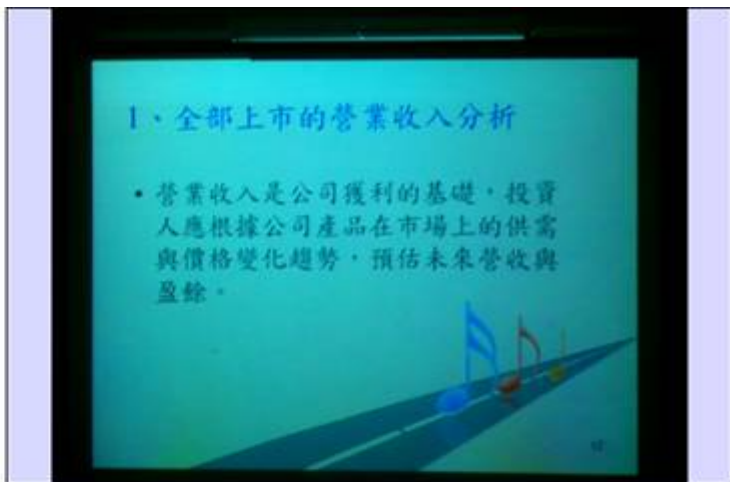 1、全部上市的營業收入分析
• 營業收入是公司獲利的基礎,投資
人應根據公司產品在市場上的供需
與價格變化趨勢,預估未來營收與
盈餘。